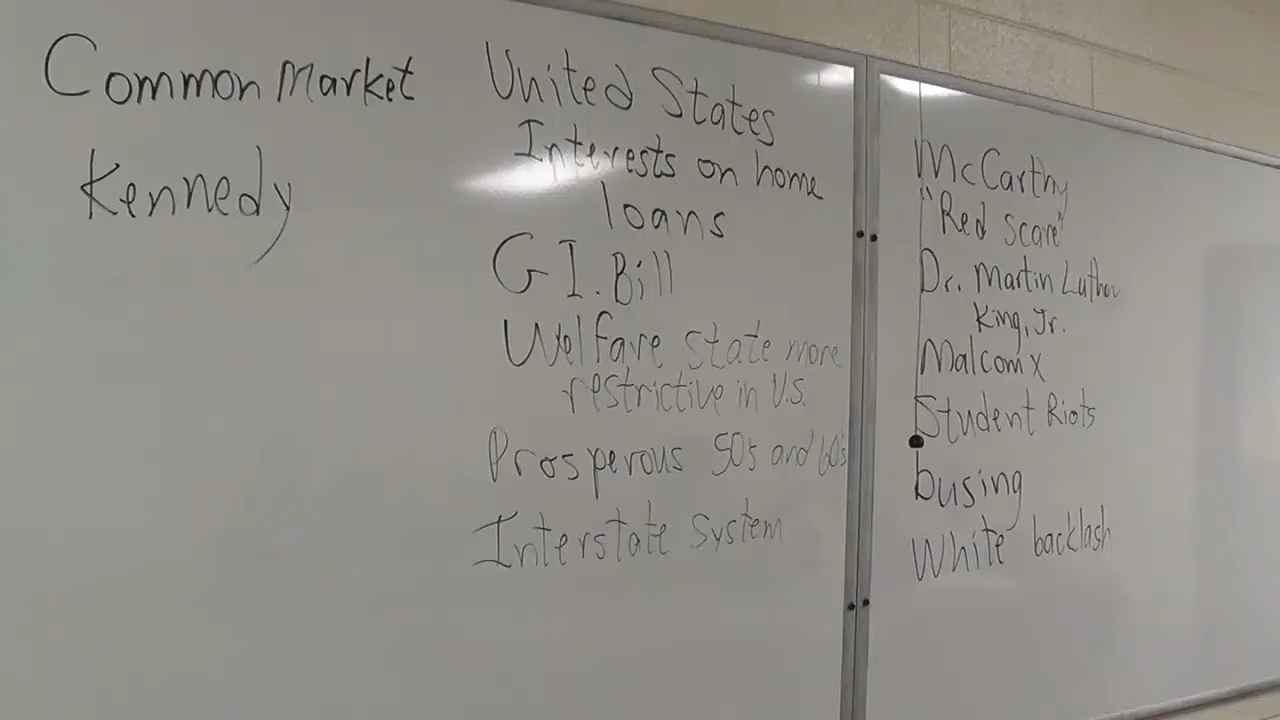 Common Market
Kennedy
United States
Interests on home
loans
G I. Bill
Welfare state more
restrictive in U.S.
Prosperous 50s and 60's
Interstate System
McCarthy
"Red Scare"
Dr. Martin Luther
King, Jr.
Malcom X
Student Riots
busing
White backlash